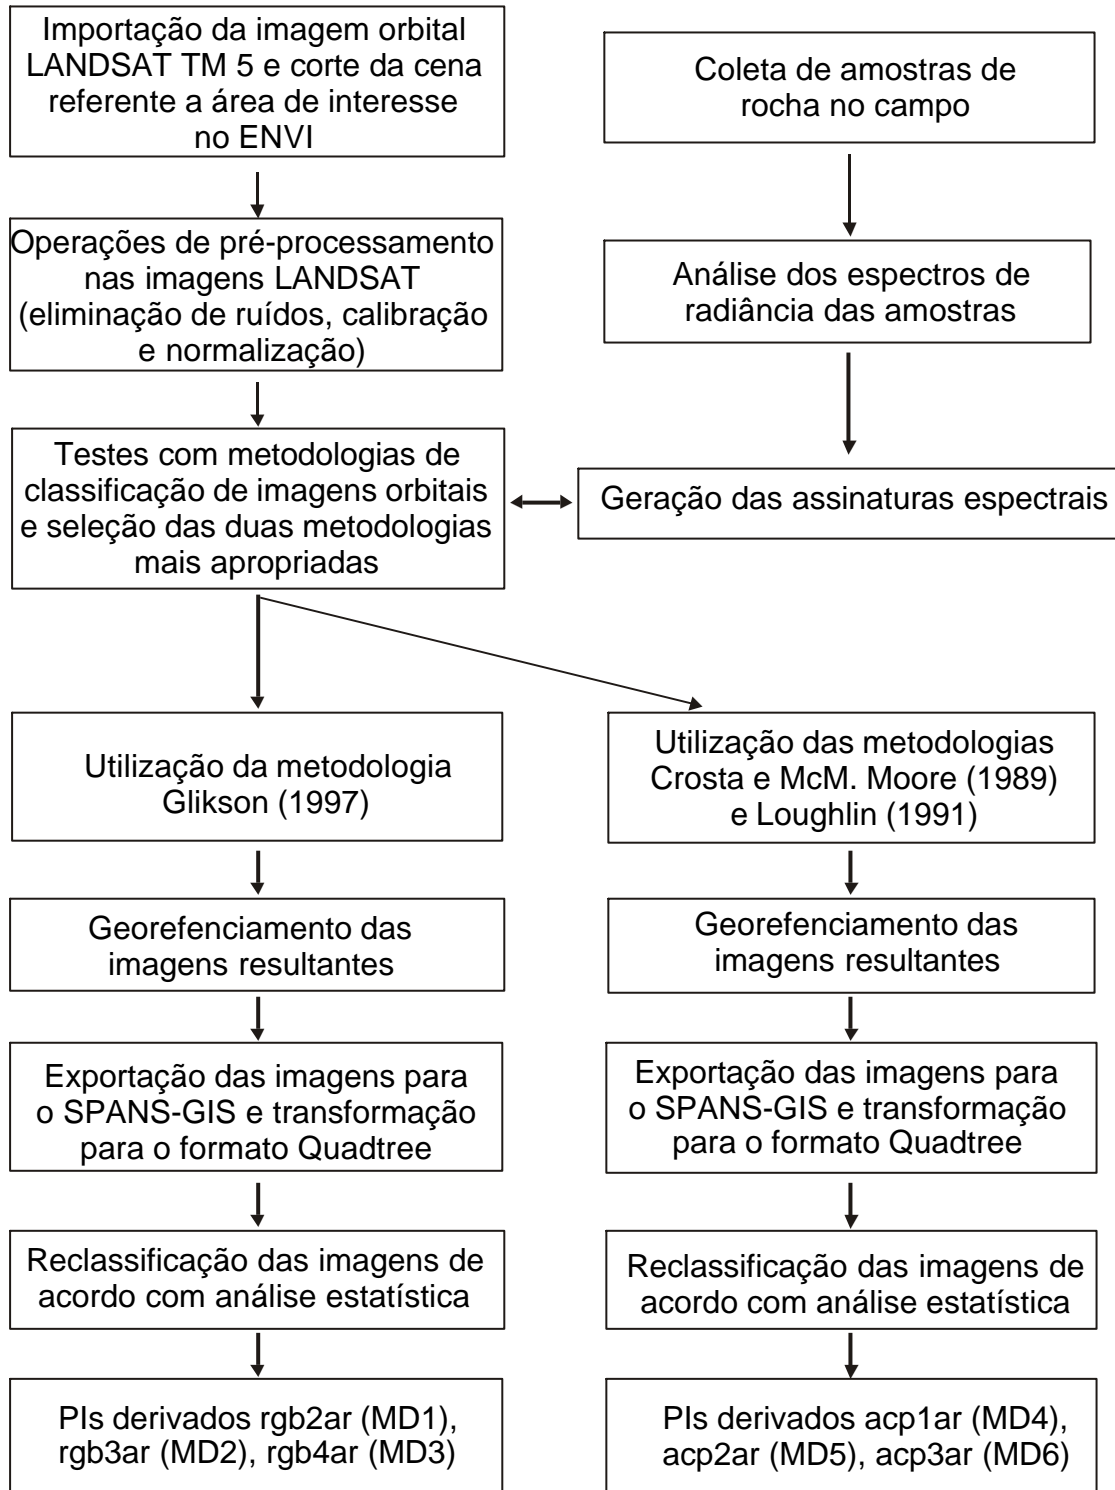 Importação da imagem orbital
LANDSAT TM 5 e corte da cena
referente a área de interesse
no ENVI
Coleta de amostras de
rocha no campo
Operações de pré-processamento
nas imagens LANDSAT
(eliminação de ruídos, calibração
e normalização)
Análise dos espectros de
radiância das amostras
Testes com metodologias de
classificação de imagens orbitais
e seleção das duas metodologias
mais apropriadas
Geração das assinaturas espectrais
Utilização da metodologia
Glikson (1997)
Utilização das metodologias
Crosta e McM. Moore (1989)
e Loughlin (1991)
Georefenciamento das
imagens resultantes
Georefenciamento das
imagens resultantes
Exportação das imagens para
o SPANS-GIS e transformação
para o formato Quadtree
Exportação das imagens para
o SPANS-GIS e transformação
para o formato Quadtree
Reclassificação das imagens de
acordo com análise estatística
Reclassificação das imagens de
acordo com análise estatística
PIs derivados rgb2ar (MD1),
rgb3ar (MD2), rgb4ar (MD3)
PIs derivados acp1ar (MD4),
acp2ar (MD5), acp3ar (MD6)